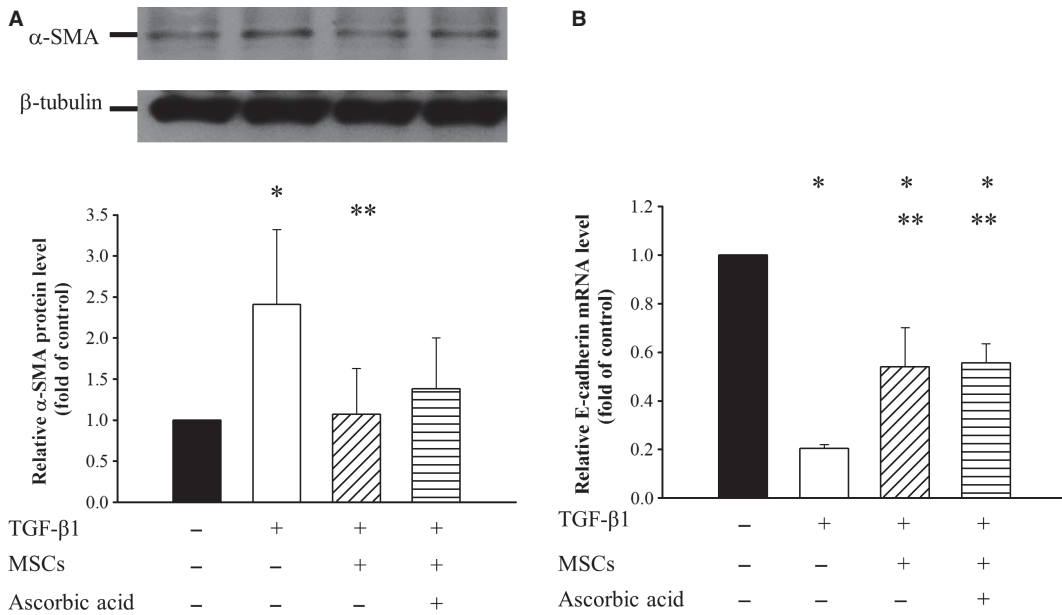 A
α-SMA
β-tubulin
* **
Relative α-SMA protein level
(fold of control)
3.5
3.0
2.5
2.0
1.5
1.0
0.5
0.0
TGF-β1 – + + +
MSCs – – + +
Ascorbic acid – – – +
B
* * *
** **
Relative E-cadherin mRNA level
(fold of control)
1.2
1.0
0.8
0.6
0.4
0.2
0.0
TGF-β1 – + + +
MSCs – – + +
Ascorbic acid – – – +